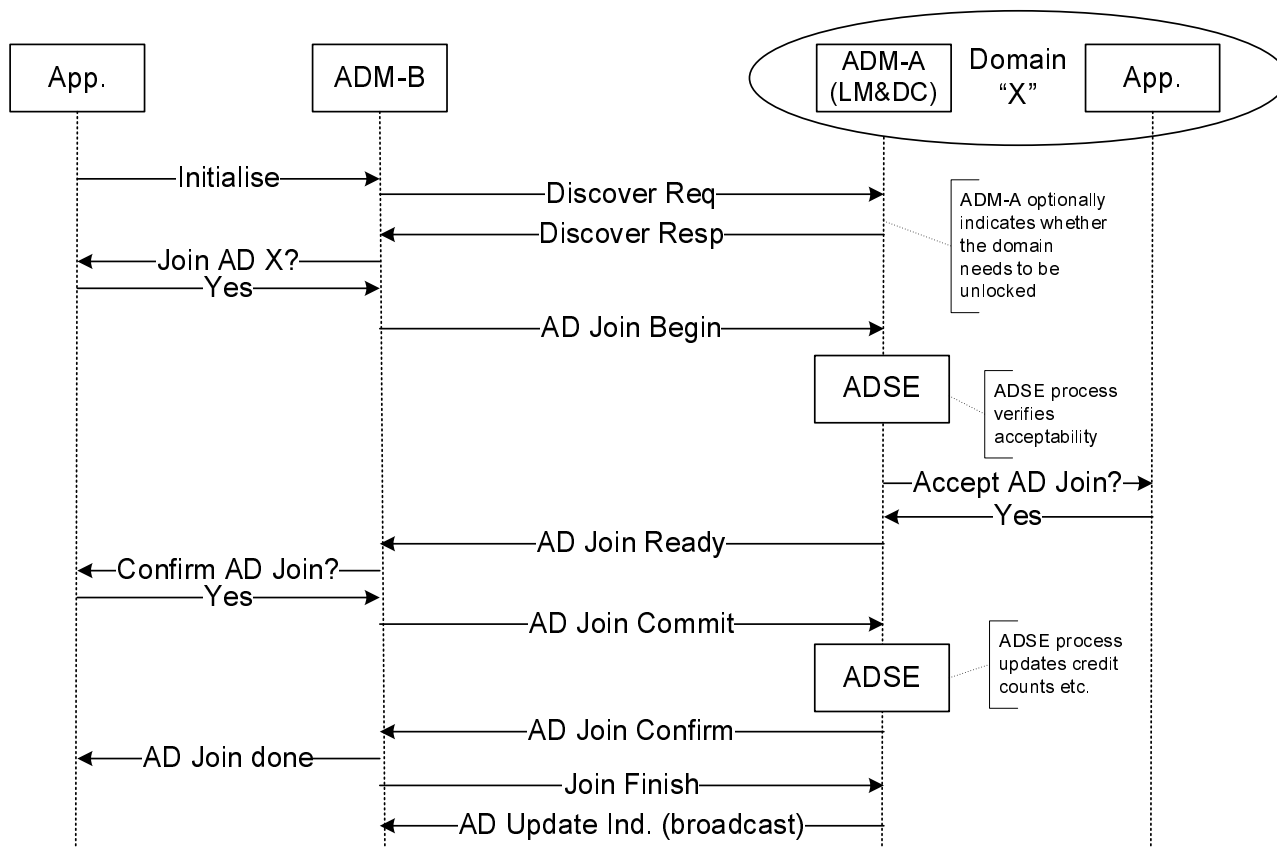 App.
ADM-B
ADM-A
(LM&DC)
Domain
“X”
App.
Initialise
Discover Req
ADM-A optionally
indicates whether
the domain
needs to be
unlocked
Discover Resp
Join AD X?
Yes
AD Join Begin
ADSE
ADSE process
verifies
acceptability
Accept AD Join?
Yes
AD Join Ready
Confirm AD Join?
Yes
AD Join Commit
ADSE
ADSE process
updates credit
counts etc.
AD Join Confirm
AD Join done
Join Finish
AD Update Ind. (broadcast)